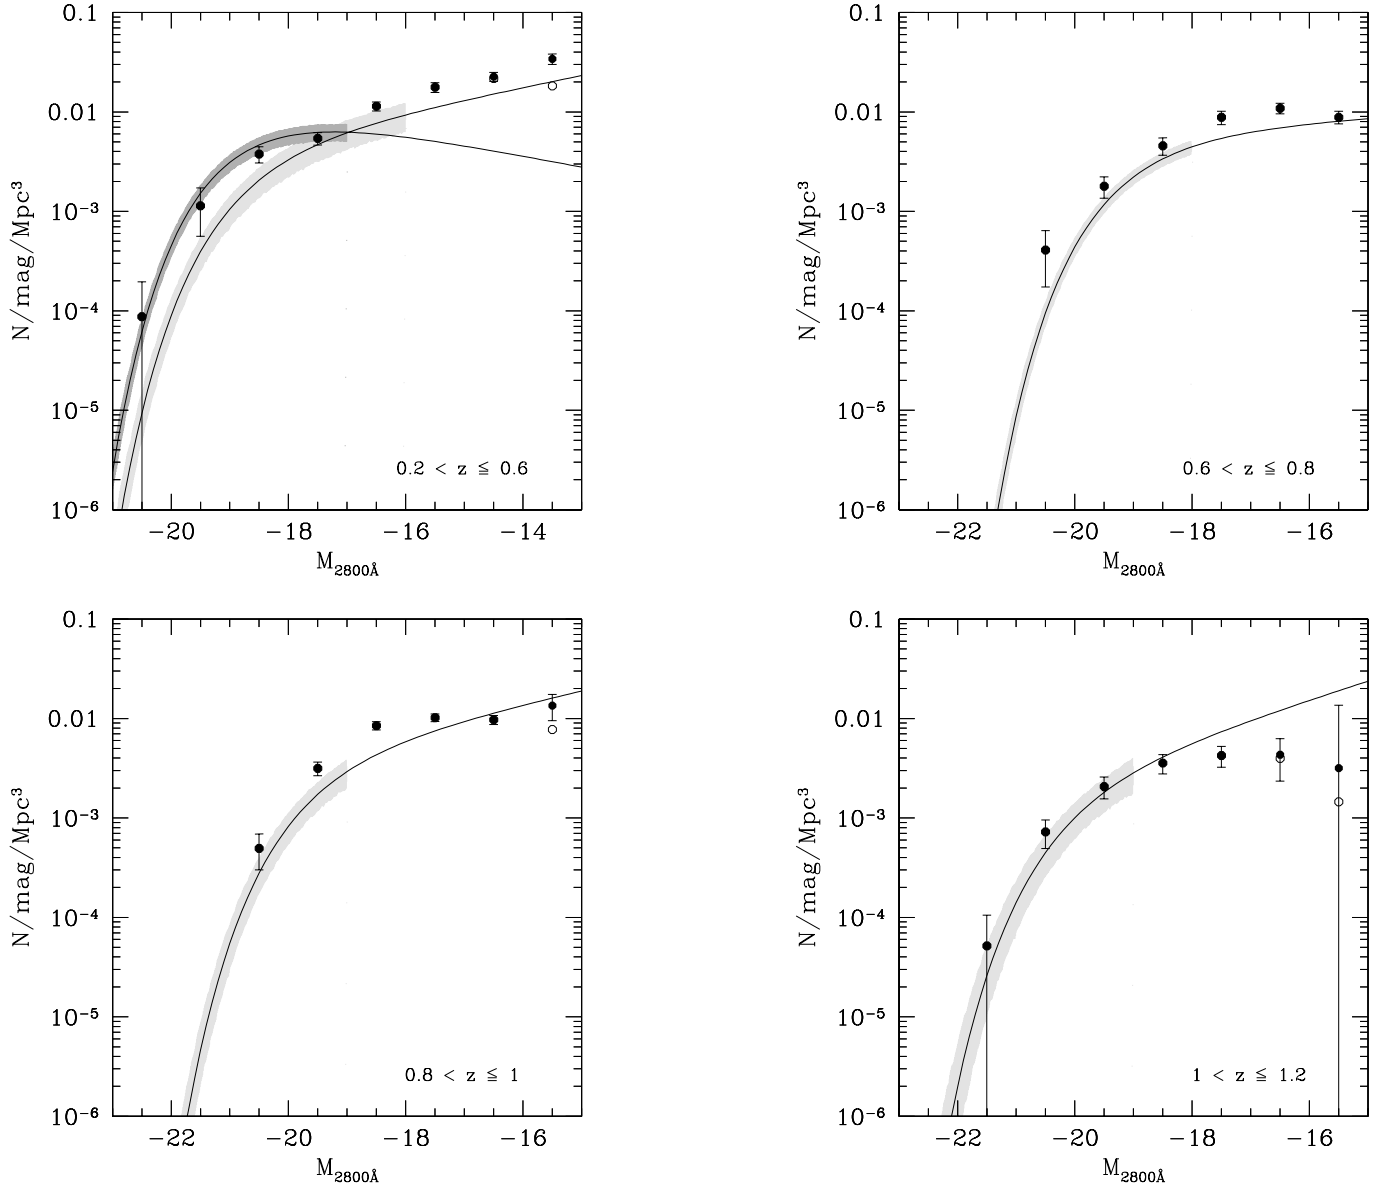 0.1
0.01
10⁻³
10⁻⁴
10⁻⁵
10⁻⁶
N/mag/Mpc³
0.2 < z ≦ 0.6
−20 −18 −16 −14
M₂₈₀₀Å
0.1
0.01
10⁻³
10⁻⁴
10⁻⁵
10⁻⁶
N/mag/Mpc³
0.6 < z ≦ 0.8
−22 −20 −18 −16
M₂₈₀₀Å
0.1
0.01
10⁻³
10⁻⁴
10⁻⁵
10⁻⁶
N/mag/Mpc³
0.8 < z ≦ 1
−22 −20 −18 −16
M₂₈₀₀Å
0.1
0.01
10⁻³
10⁻⁴
10⁻⁵
10⁻⁶
N/mag/Mpc³
1 < z ≦ 1.2
−22 −20 −18 −16
M₂₈₀₀Å